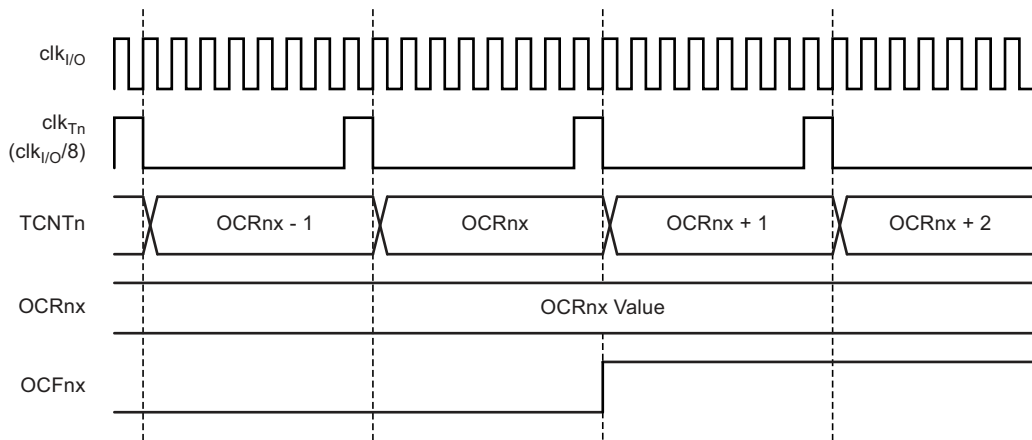 clkI/O
clkTn
(clkI/O/8)
TCNTn
OCRnx - 1
OCRnx
OCRnx + 1
OCRnx + 2
OCRnx
OCRnx Value
OCFnx